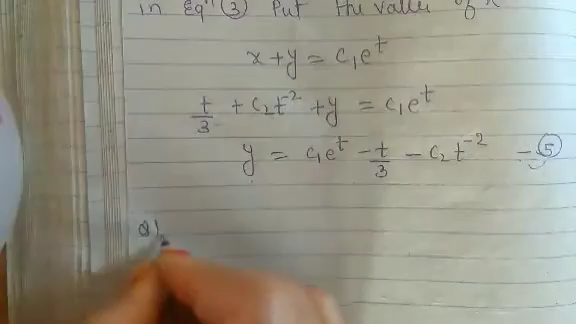 in Eqⁿ (3) Put the value of x
x + y = c₁eᵗ
t/3 + c₂t⁻² + y = c₁eᵗ
y = c₁eᵗ - t/3 - c₂t⁻² - (5)